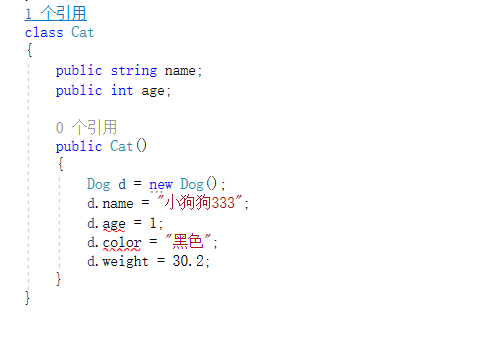 1 个引用
class Cat
{
public string name;
public int age;
0 个引用
public Cat()
{
Dog d = new Dog();
d.name = "小狗狗333";
d.age = 1;
d.color = "黑色";
d.weight = 30.2;
}
}